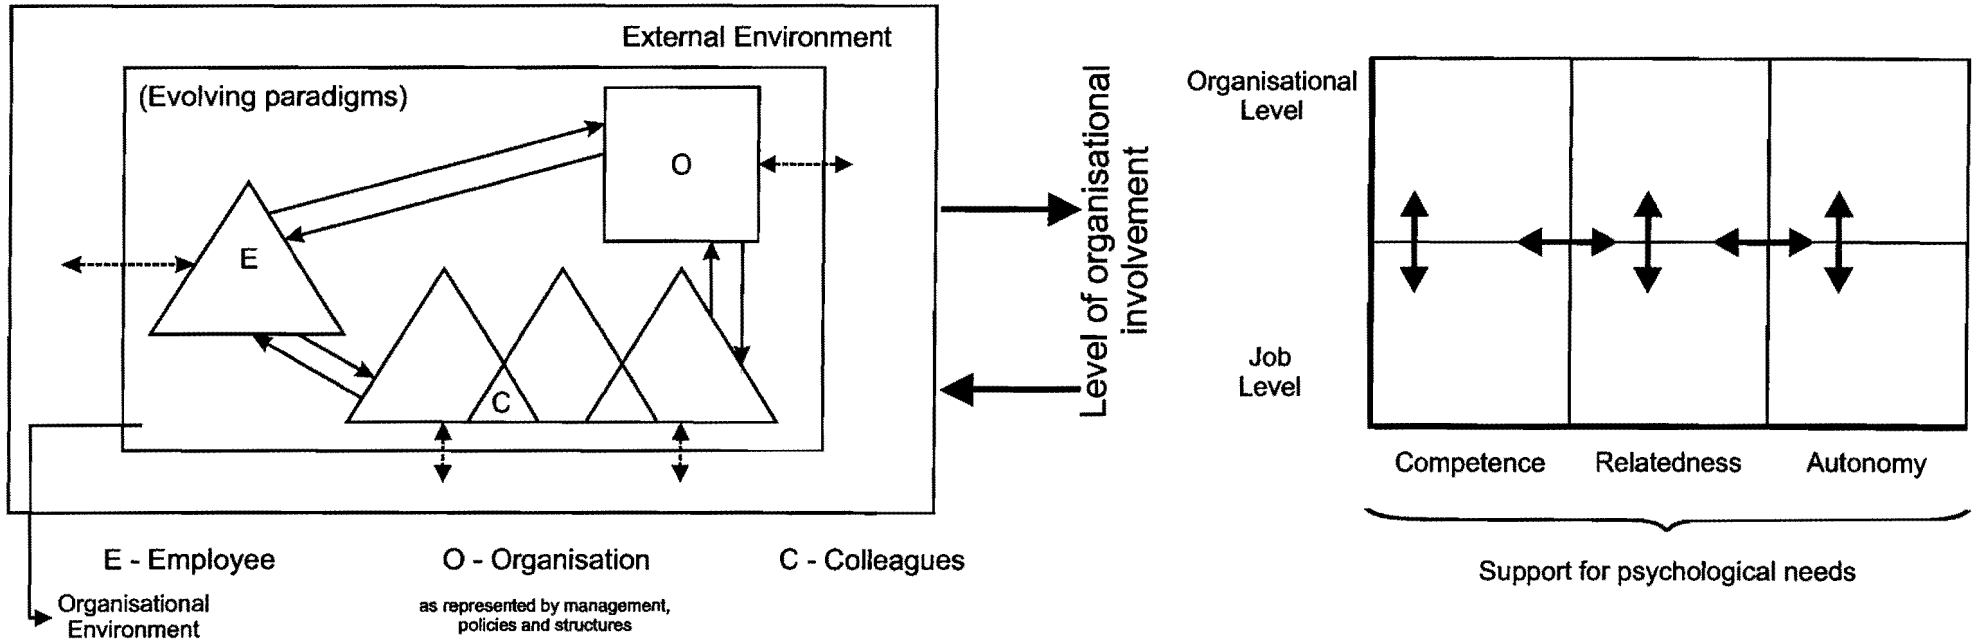 External Environment
(Evolving paradigms)
O
E
C
E - Employee
O - Organisation
C - Colleagues
Organisational
Environment
as represented by management,
policies and structures
Level of organisational
involvement
Organisational
Level
Job
Level
Competence
Relatedness
Autonomy
Support for psychological needs